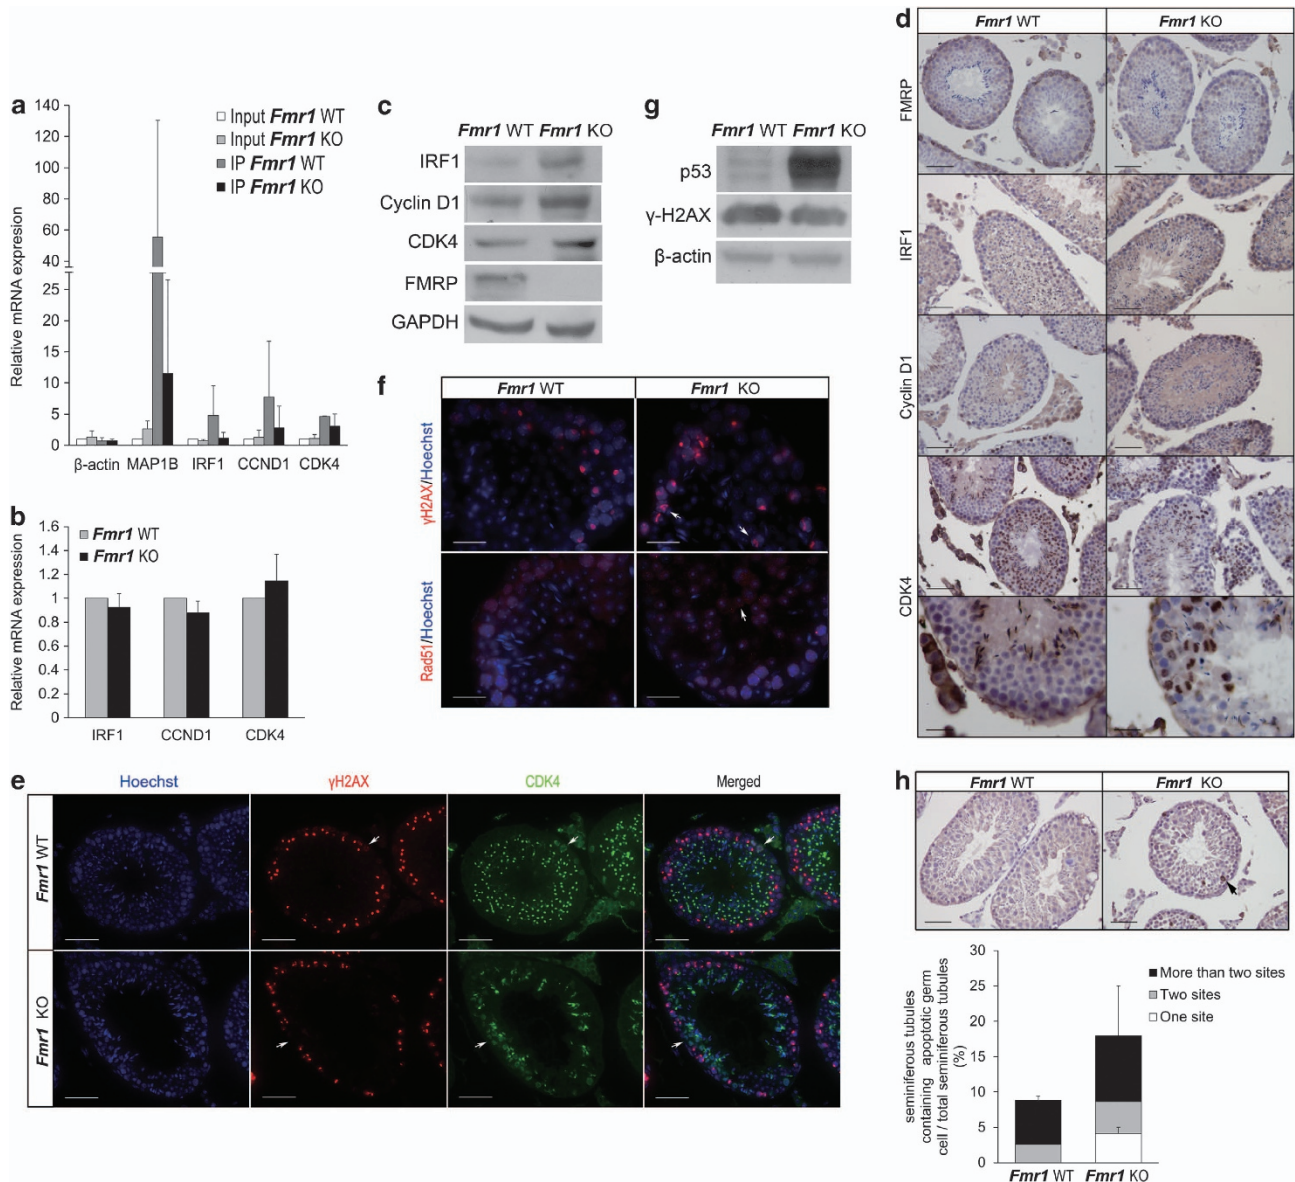 a
140
120
100
80
60
40
25
20
15
10
5
0
Relative mRNA expression
Input Fmr1 WT
Input Fmr1 KO
IP Fmr1 WT
IP Fmr1 KO
β-actin MAP1B IRF1 CCND1 CDK4
b
1.6
1.4
1.2
1
0.8
0.6
0.4
0.2
0
Relative mRNA expression
Fmr1 WT
Fmr1 KO
IRF1 CCND1 CDK4
c
Fmr1 WT Fmr1 KO
IRF1
Cyclin D1
CDK4
FMRP
GAPDH
g
Fmr1 WT Fmr1 KO
p53
γ-H2AX
β-actin
f
Fmr1 WT Fmr1 KO
γH2AX/Hoechst
Rad51/Hoechst
d
Fmr1 WT Fmr1 KO
FMRP
IRF1
Cyclin D1
CDK4
e
Hoechst γH2AX CDK4 Merged
Fmr1 WT
Fmr1 KO
h
Fmr1 WT Fmr1 KO
30
25
20
15
10
5
0
seminiferous tubules
containing apoptotic germ
cell / total seminiferous tubules
(%)
More than two sites
Two sites
One site
Fmr1 WT Fmr1 KO